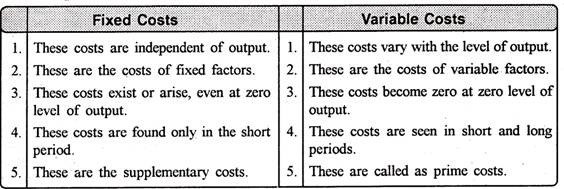 Fixed Costs
1. These costs are independent of output.
2. These are the costs of fixed factors.
3. These costs exist or arise, even at zero
level of output.
4. These costs are found only in the short
period.
5. These are the supplementary costs.
Variable Costs
1. These costs vary with the level of output.
2. These are the costs of variable factors.
3. These costs become zero at zero level of
output.
4. These costs are seen in short and long
periods.
5. These are called as prime costs.